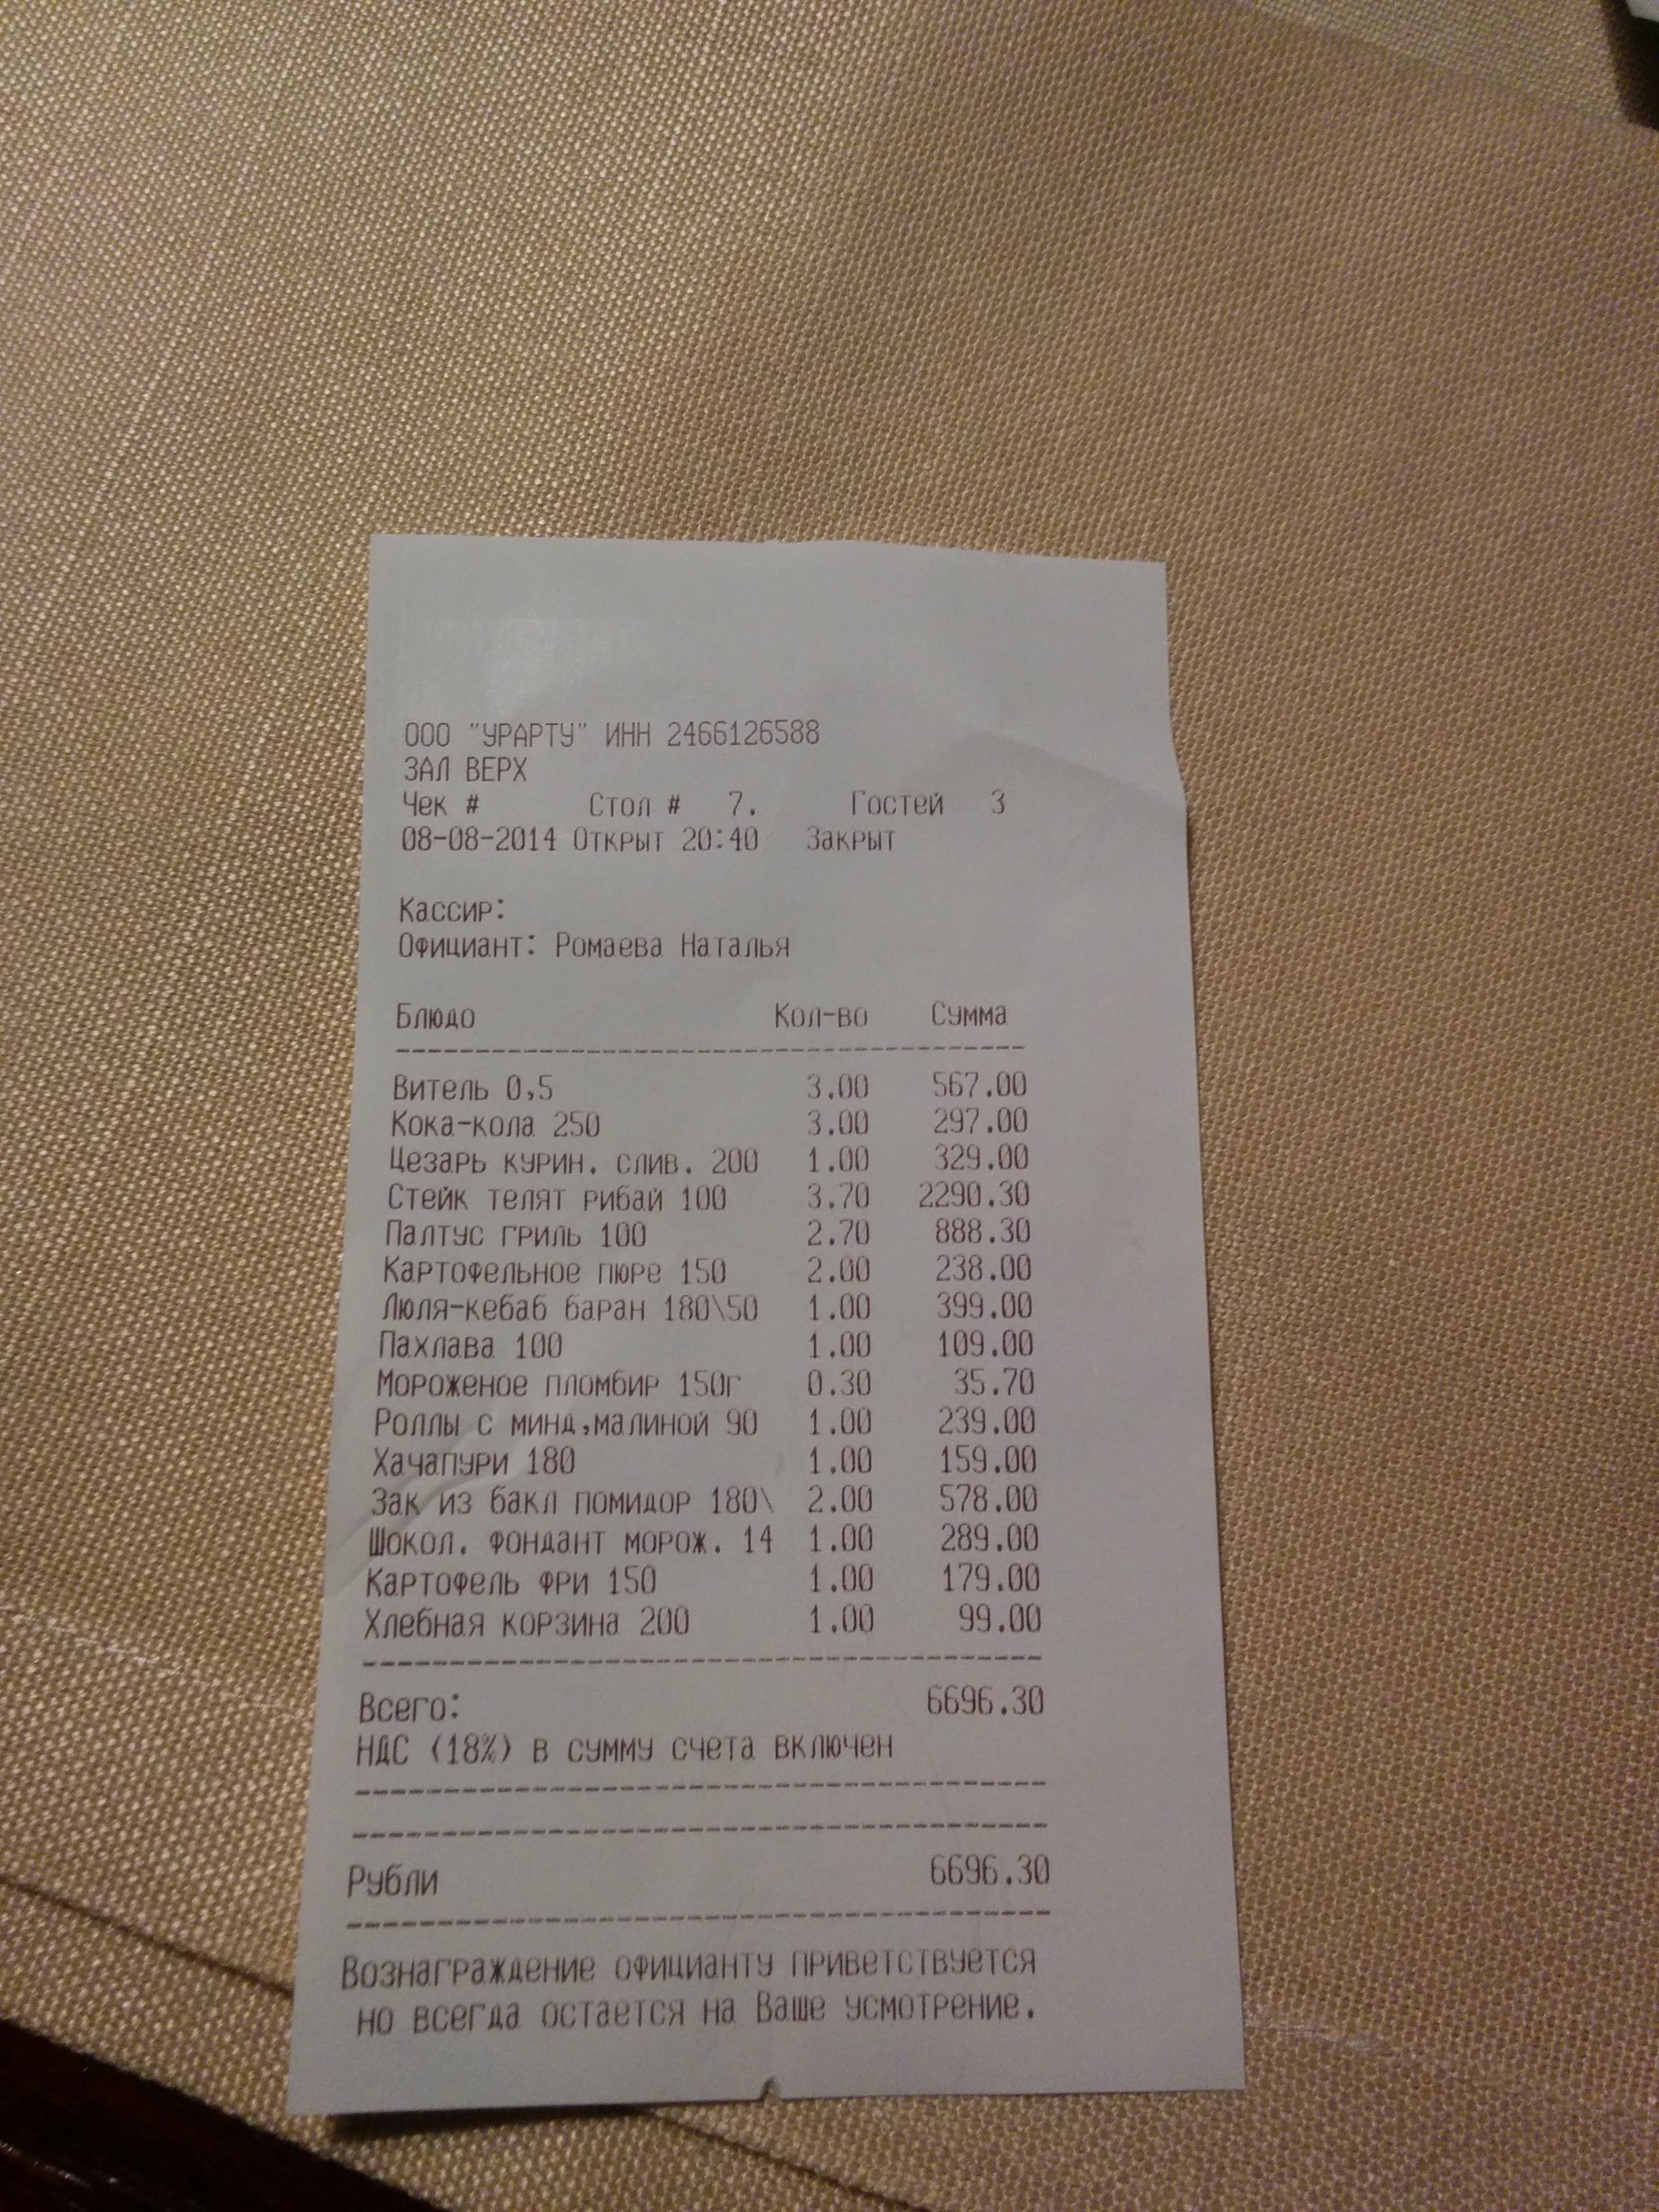 ООО "УРАРТУ" ИНН 2466126588
ЗАЛ ВЕРХ
Чек # Стол # 7. Гостей 3
08-08-2014 Открыт 20:40 Закрыт
Кассир:
Официант: Ромаева Наталья
Блюдо Кол-во Сумма
Витель 0,5 3.00 567.00
Кока-кола 250 3.00 297.00
Цезарь курин. слив. 200 1.00 329.00
Стейк телят рибай 100 3.70 2290.30
Палтус гриль 100 2.70 888.30
Картофельное пюре 150 2.00 238.00
Люля-кебаб баран 180\50 1.00 399.00
Пахлава 100 1.00 109.00
Мороженое пломбир 150г 0.30 35.70
Роллы с минд,малиной 90 1.00 239.00
Хачапури 180 1.00 159.00
Зак из бакл помидор 180\ 2.00 578.00
Шокол. фондант морож. 14 1.00 289.00
Картофель фри 150 1.00 179.00
Хлебная корзина 200 1.00 99.00
Всего: 6696.30
НДС (18%) в сумму счета включен
Рубли 6696.30
Вознаграждение официанту приветствуется
но всегда остается на Ваше усмотрение.